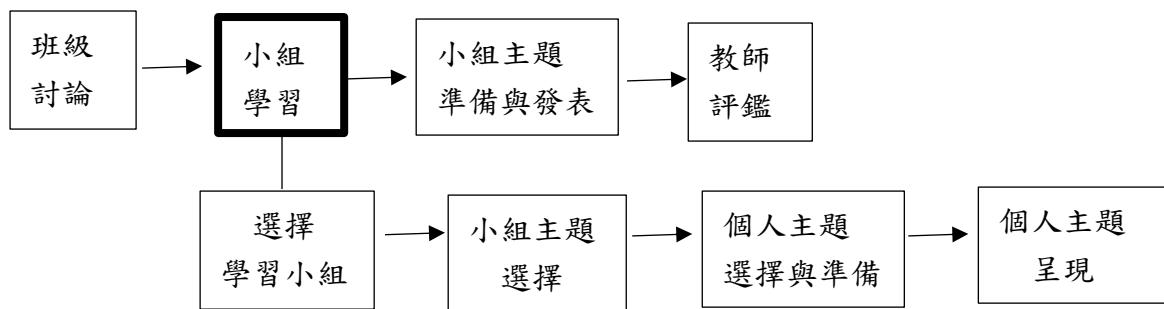 班級
討論
小組
學習
小組主題
準備與發表
教師
評鑑
選擇
學習小組
小組主題
選擇
個人主題
選擇與準備
個人主題
呈現